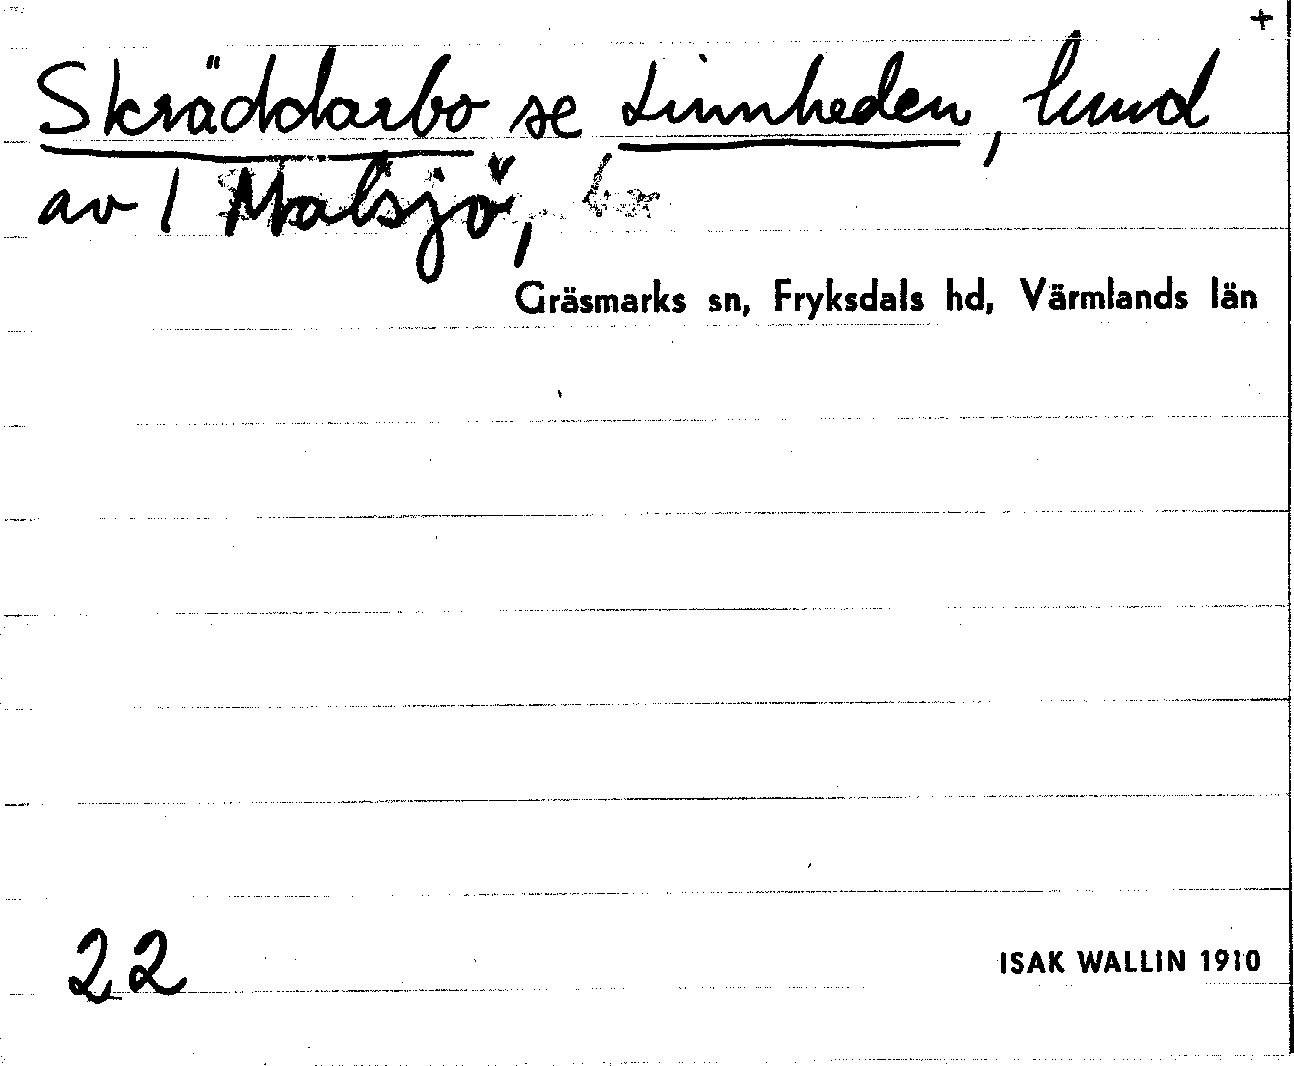 +
Skräddarbo se Linnheden, lund
av 1 Malsjö,
Gräsmarks sn, Fryksdals hd, Värmlands län
22
ISAK WALLIN 1910